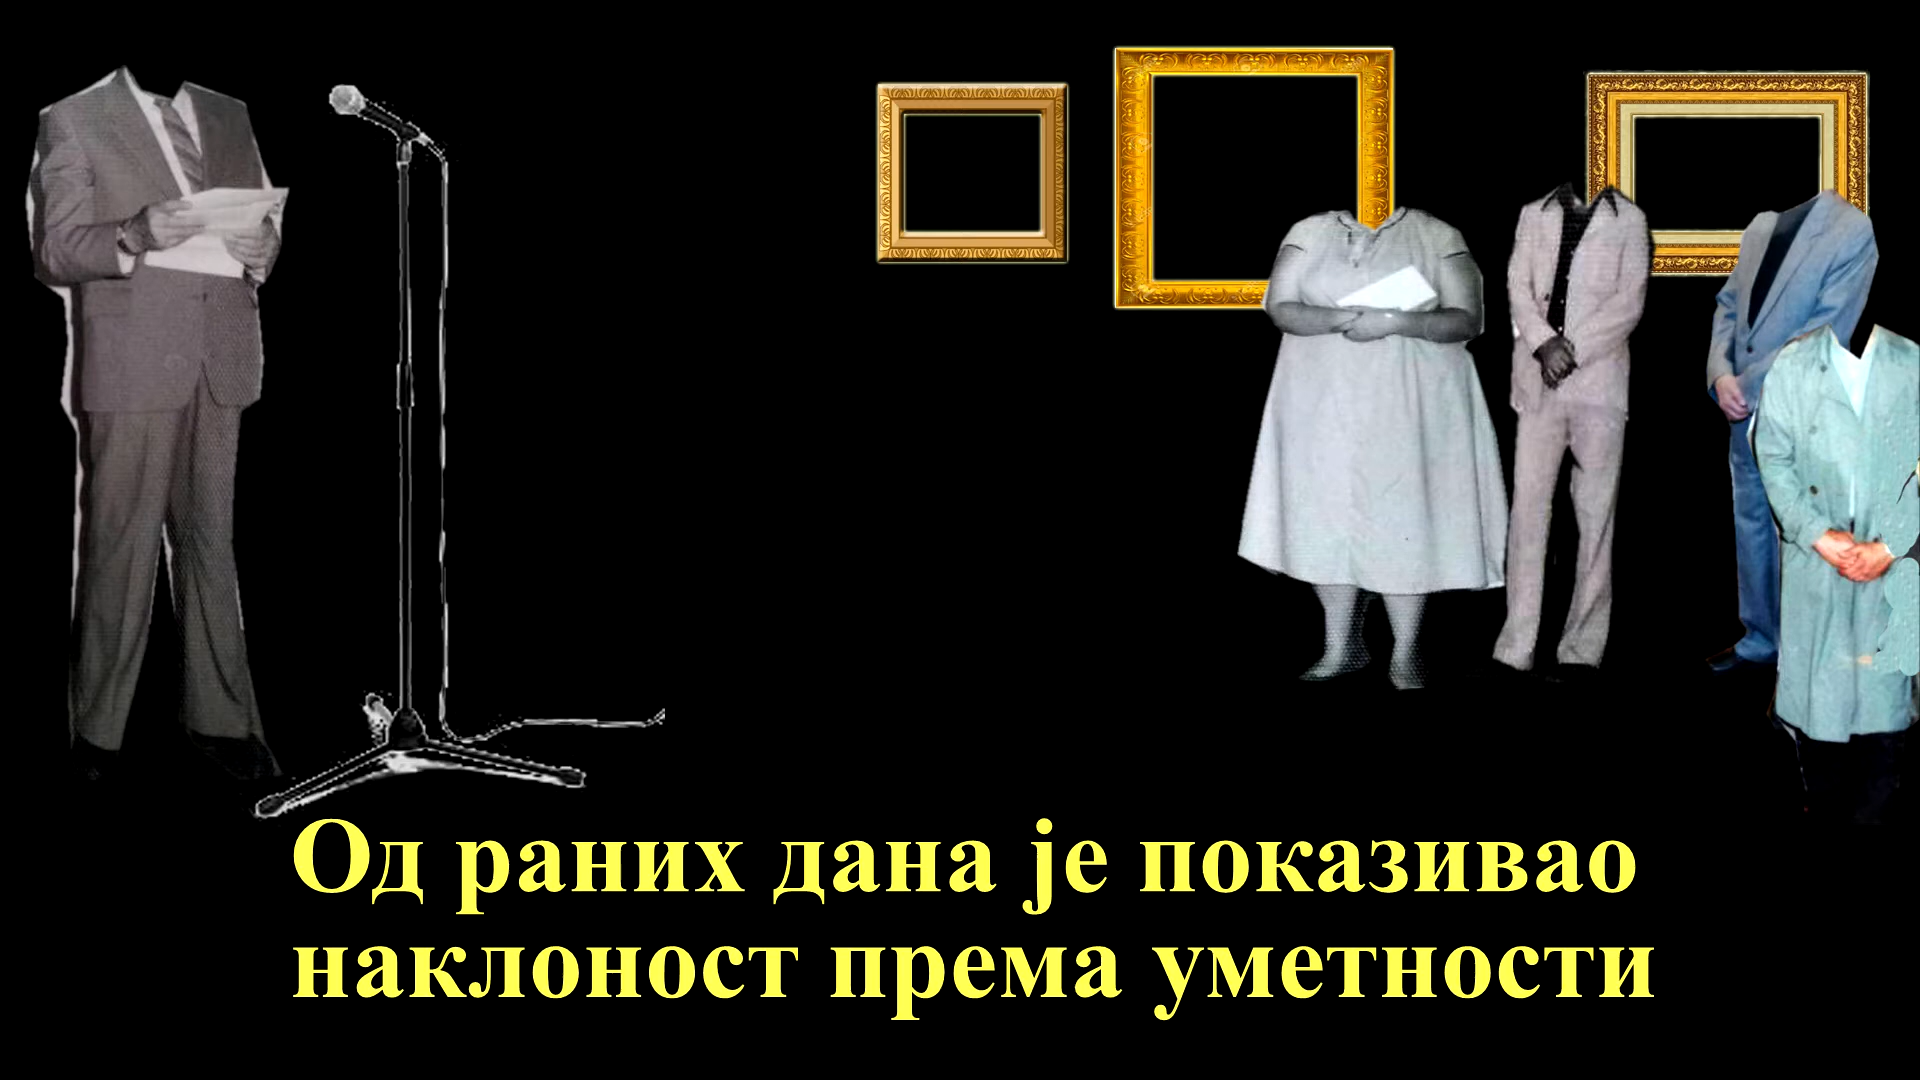 Од раних дана је показивао
наклоност према уметности